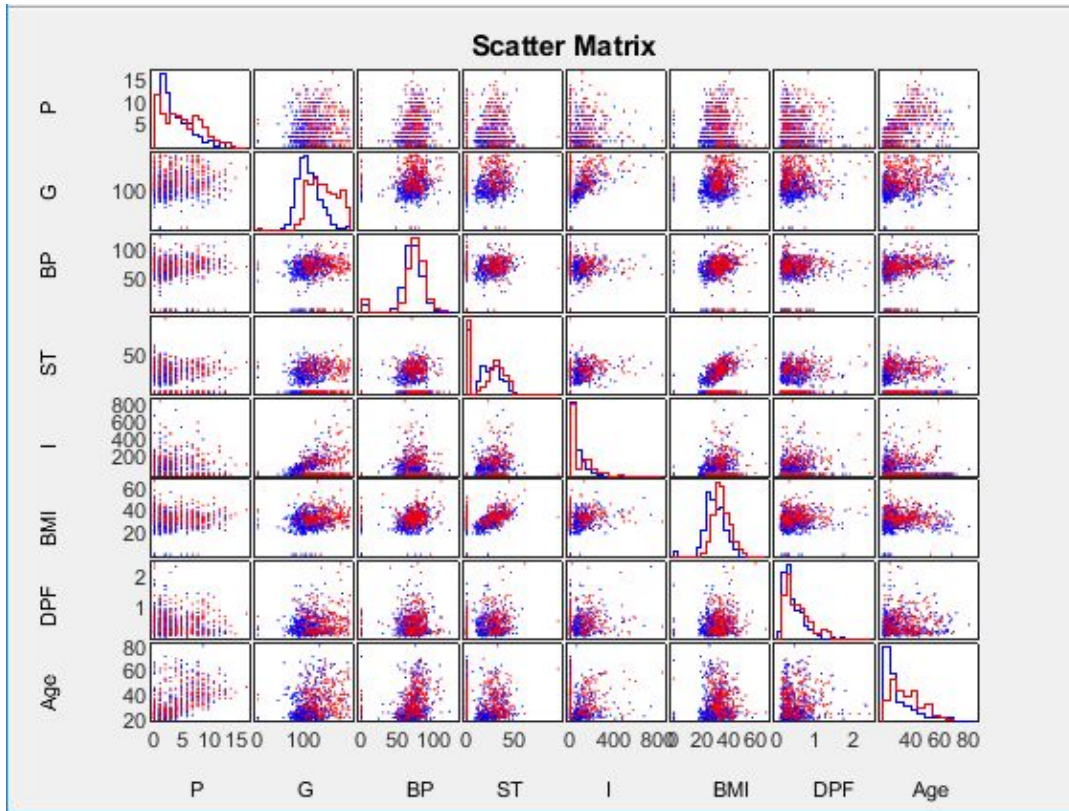 Scatter Matrix
P
15
10
5
G
100
BP
100
50
ST
50
I
800
600
400
200
BMI
60
40
20
DPF
2
1
Age
80
60
40
20
0 5 10 15 0 100 0 50 100 0 50 0 400 800 0 20 40 60 0 1 2 40 60 80
P G BP ST I BMI DPF Age